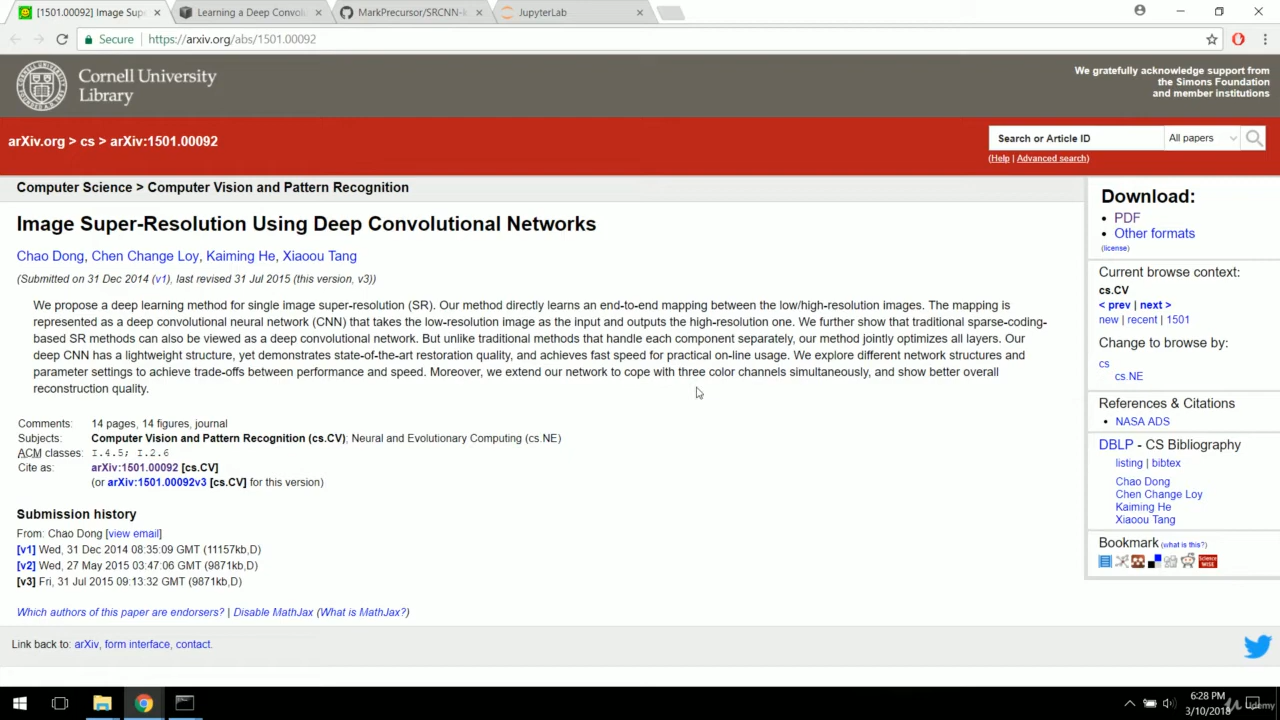 [1501.00092] Image Sup
Learning a Deep Convol
MarkPrecursor/SRCNN-k
JupyterLab
Secure
https://arxiv.org/abs/1501.00092
Cornell University
Library
We gratefully acknowledge support from
the Simons Foundation
and member institutions
arXiv.org > cs > arXiv:1501.00092
Search or Article ID
All papers
(Help | Advanced search)
Computer Science > Computer Vision and Pattern Recognition
Image Super-Resolution Using Deep Convolutional Networks
Chao Dong, Chen Change Loy, Kaiming He, Xiaoou Tang
(Submitted on 31 Dec 2014 (v1), last revised 31 Jul 2015 (this version, v3))
We propose a deep learning method for single image super-resolution (SR). Our method directly learns an end-to-end mapping between the low/high-resolution images. The mapping is
represented as a deep convolutional neural network (CNN) that takes the low-resolution image as the input and outputs the high-resolution one. We further show that traditional sparse-coding-
based SR methods can also be viewed as a deep convolutional network. But unlike traditional methods that handle each component separately, our method jointly optimizes all layers. Our
deep CNN has a lightweight structure, yet demonstrates state-of-the-art restoration quality, and achieves fast speed for practical on-line usage. We explore different network structures and
parameter settings to achieve trade-offs between performance and speed. Moreover, we extend our network to cope with three color channels simultaneously, and show better overall
reconstruction quality.
Comments: 14 pages, 14 figures, journal
Subjects: Computer Vision and Pattern Recognition (cs.CV); Neural and Evolutionary Computing (cs.NE)
ACM classes: I.4.5; I.2.6
Cite as: arXiv:1501.00092 [cs.CV]
(or arXiv:1501.00092v3 [cs.CV] for this version)
Submission history
From: Chao Dong [view email]
[v1] Wed, 31 Dec 2014 08:35:09 GMT (11157kb,D)
[v2] Wed, 27 May 2015 03:47:06 GMT (9871kb,D)
[v3] Fri, 31 Jul 2015 09:13:32 GMT (9871kb,D)
Which authors of this paper are endorsers? | Disable MathJax (What is MathJax?)
Link back to: arXiv, form interface, contact.
Download:
PDF
Other formats
(license)
Current browse context:
cs.CV
< prev | next >
new | recent | 1501
Change to browse by:
cs
cs.NE
References & Citations
NASA ADS
DBLP - CS Bibliography
listing | bibtex
Chao Dong
Chen Change Loy
Kaiming He
Xiaoou Tang
Bookmark (what is this?)
Science
WISE
6:28 PM
3/10/2018
Udemy